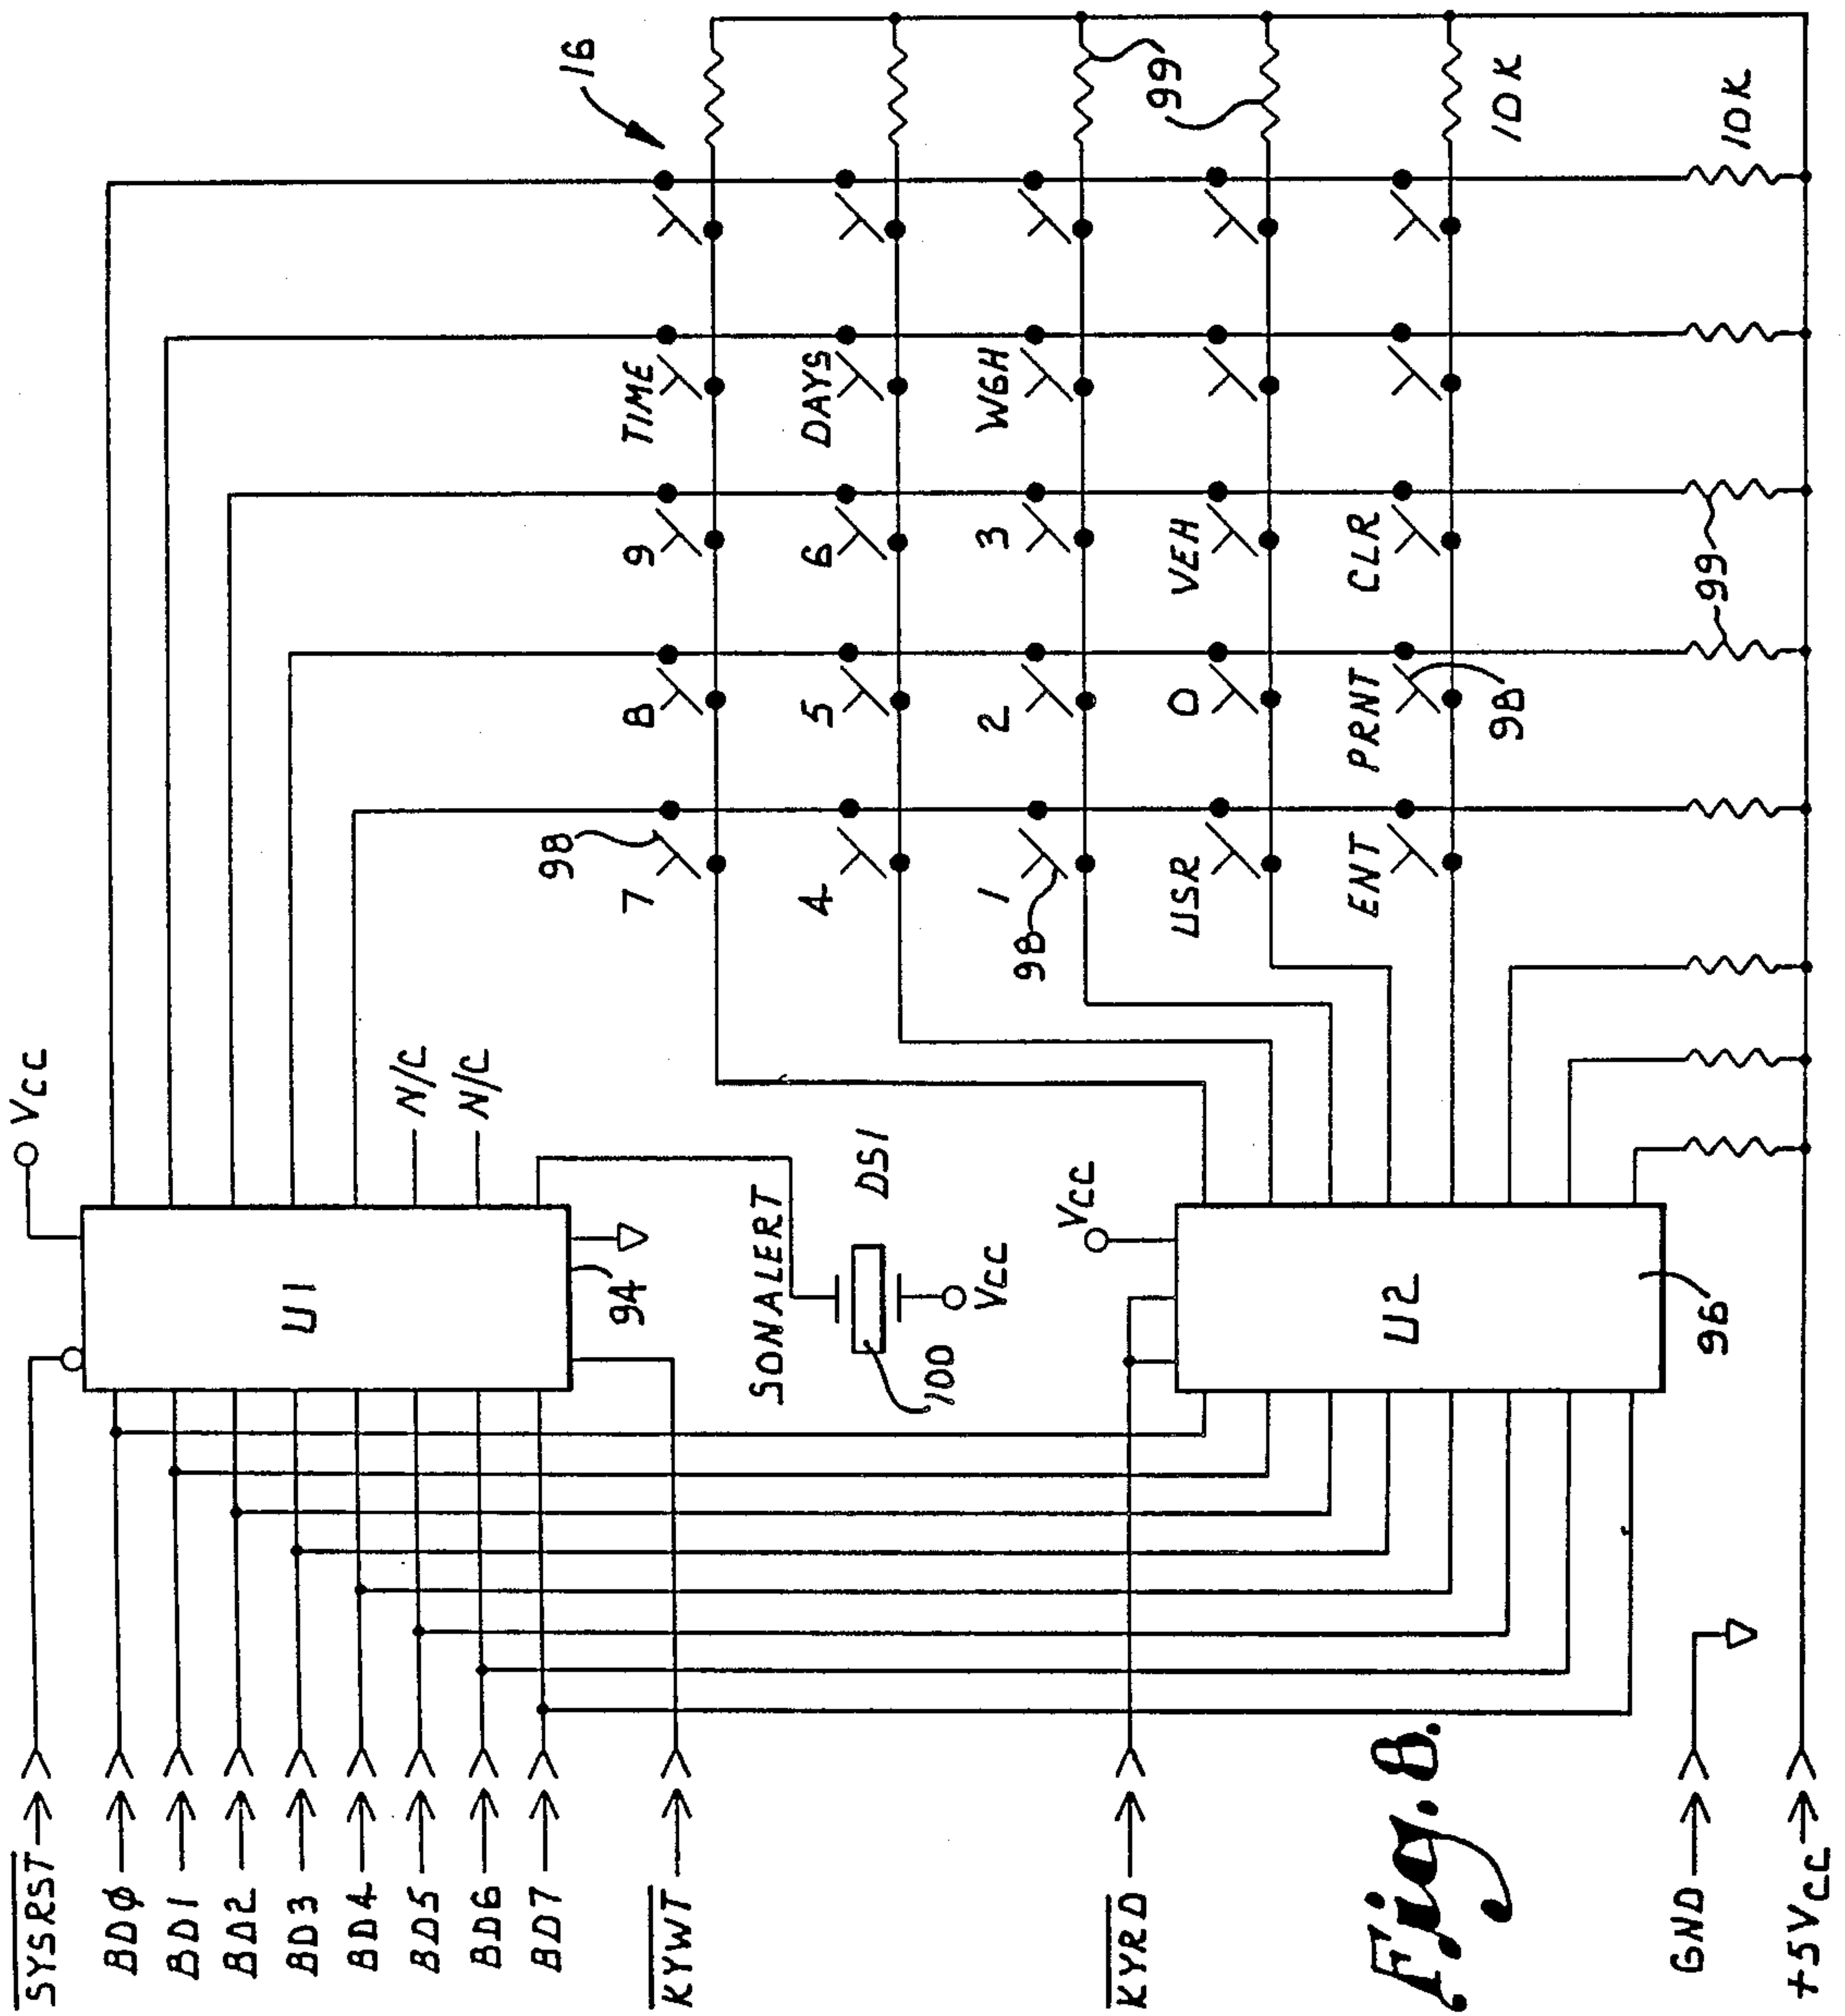 SYSRST
BDΦ
BD1
BD2
BD3
BD4
BD5
BD6
BD7
KYWT
KYRD
GND
+5Vcc
Vcc
U1
94
N/C
N/C
SONALERT
DS1
100
Vcc
Vcc
U2
96
16
98
7
8
9
TIME
4
5
6
DAYS
98
1
2
3
WGH
USR
0
VEH
ENT
PRNT
CLR
98
99
10K
99
10K
Fig. 8.